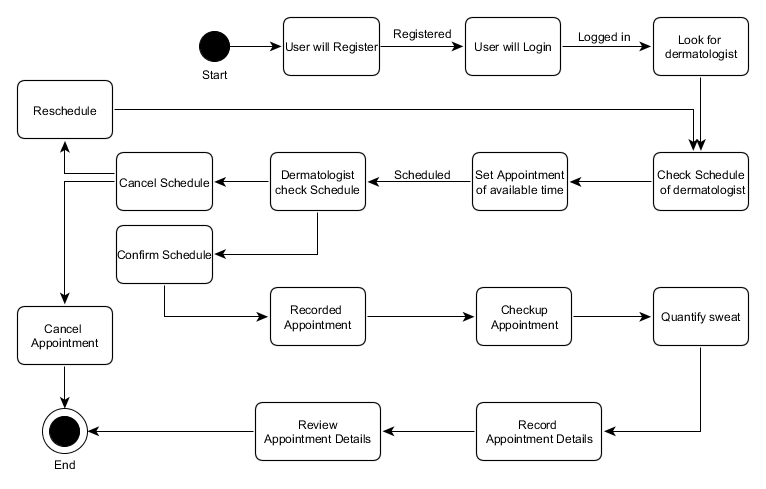 Start
User will Register
Registered
User will Login
Logged in
Look for
dermatologist
Reschedule
Cancel Schedule
Dermatologist
check Schedule
Scheduled
Set Appointment
of available time
Check Schedule
of dermatologist
Confirm Schedule
Cancel
Appointment
Recorded
Appointment
Checkup
Appointment
Quantify sweat
End
Review
Appointment Details
Record
Appointment Details